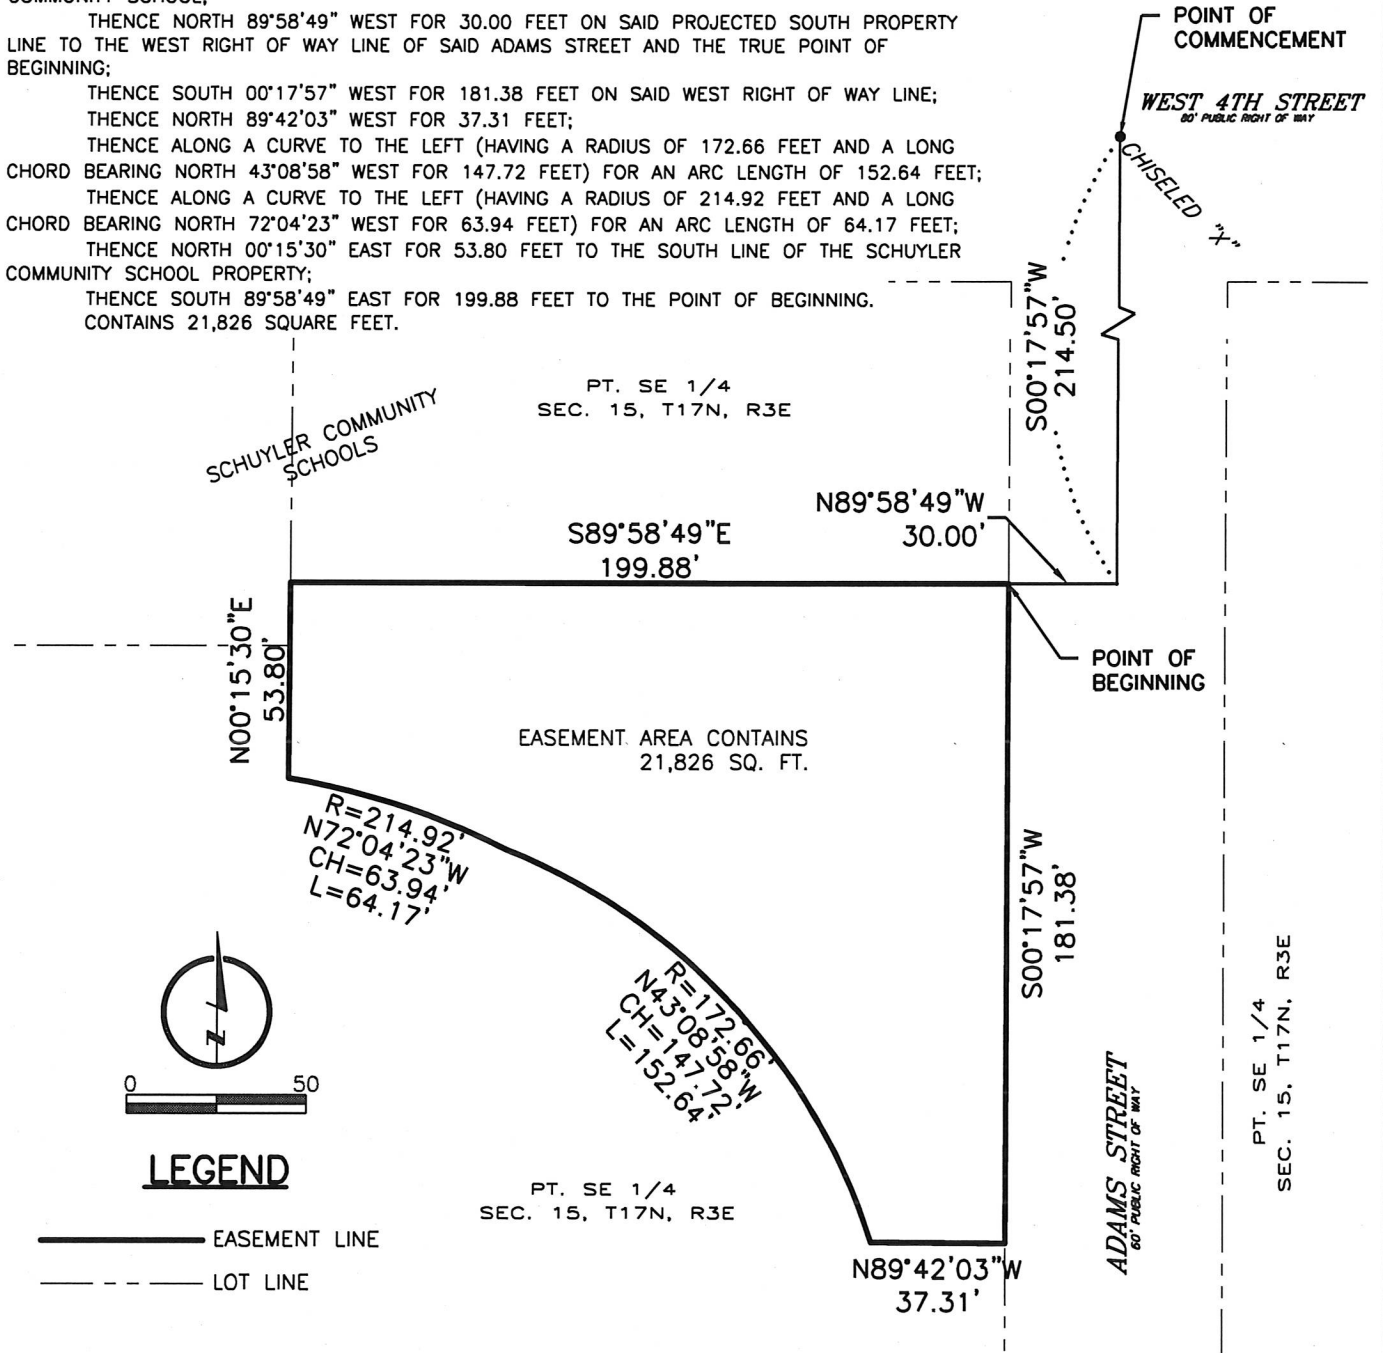 COMMUNITY SCHOOL;
THENCE NORTH 89°58'49" WEST FOR 30.00 FEET ON SAID PROJECTED SOUTH PROPERTY
LINE TO THE WEST RIGHT OF WAY LINE OF SAID ADAMS STREET AND THE TRUE POINT OF
BEGINNING;
THENCE SOUTH 00°17'57" WEST FOR 181.38 FEET ON SAID WEST RIGHT OF WAY LINE;
THENCE NORTH 89°42'03" WEST FOR 37.31 FEET;
THENCE ALONG A CURVE TO THE LEFT (HAVING A RADIUS OF 172.66 FEET AND A LONG
CHORD BEARING NORTH 43°08'58" WEST FOR 147.72 FEET) FOR AN ARC LENGTH OF 152.64 FEET;
THENCE ALONG A CURVE TO THE LEFT (HAVING A RADIUS OF 214.92 FEET AND A LONG
CHORD BEARING NORTH 72°04'23" WEST FOR 63.94 FEET) FOR AN ARC LENGTH OF 64.17 FEET;
THENCE NORTH 00°15'30" EAST FOR 53.80 FEET TO THE SOUTH LINE OF THE SCHUYLER
COMMUNITY SCHOOL PROPERTY;
THENCE SOUTH 89°58'49" EAST FOR 199.88 FEET TO THE POINT OF BEGINNING.
CONTAINS 21,826 SQUARE FEET.
POINT OF
COMMENCEMENT
WEST 4TH STREET
80' PUBLIC RIGHT OF WAY
CHISELED "X"
S00°17'57"W
214.50'
PT. SE 1/4
SEC. 15, T17N, R3E
SCHUYLER COMMUNITY
SCHOOLS
N89°58'49"W
30.00'
S89°58'49"E
199.88'
N00°15'30"E
53.80'
POINT OF
BEGINNING
EASEMENT AREA CONTAINS
21,826 SQ. FT.
R=214.92'
N72°04'23"W
CH=63.94'
L=64.17'
S00°17'57"W
181.38'
R=172.66'
N43°08'58"W
CH=147.72'
L=152.64'
PT. SE 1/4
SEC. 15, T17N, R3E
ADAMS STREET
60' PUBLIC RIGHT OF WAY
N
0 50
LEGEND
EASEMENT LINE
LOT LINE
PT. SE 1/4
SEC. 15, T17N, R3E
N89°42'03"W
37.31'